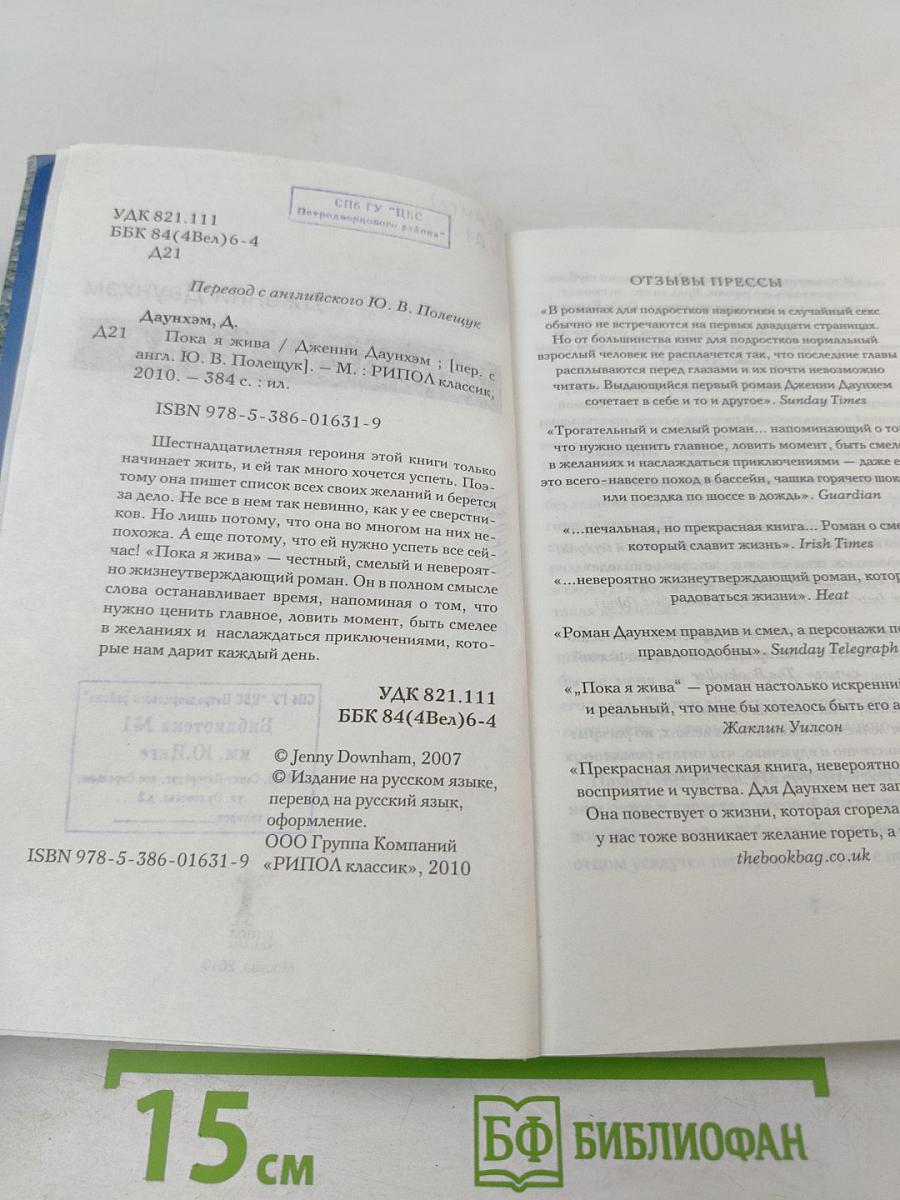 СПб ГУ "ЦБС
Петродворцового района"
УДК 821.111
ББК 84(4Вел)6-4
Д21
Перевод с английского Ю. В. Полещук
Даунхэм, Д.
Д21 Пока я жива / Дженни Даунхэм ; [пер. с
англ. Ю. В. Полещук]. — М. : РИПОЛ классик,
2010. — 384 с. : ил.
ISBN 978-5-386-01631-9
Шестнадцатилетняя героиня этой книги только
начинает жить, и ей так много хочется успеть. Поэ-
тому она пишет список всех своих желаний и берется
за дело. Не все в нем так невинно, как у ее сверстни-
ков. Но лишь потому, что она во многом на них не-
похожа. А еще потому, что ей нужно успеть все сей-
час! «Пока я жива» — честный, смелый и невероят-
но жизнеутверждающий роман. Он в полном смысле
слова останавливает время, напоминая о том, что
нужно ценить главное, ловить момент, быть смелее
в желаниях и наслаждаться приключениями, кото-
рые нам дарит каждый день.
УДК 821.111
ББК 84(4Вел)6-4
© Jenny Downham, 2007
© Издание на русском языке,
перевод на русский язык,
оформление.
ООО Группа Компаний
«РИПОЛ классик», 2010
ISBN 978-5-386-01631-9
ОТЗЫВЫ ПРЕССЫ
«В романах для подростков наркотики и случайный секс
обычно не встречаются на первых двадцати страницах.
Но от большинства книг для подростков нормальный
взрослый человек не расплачется так, что последние главы
расплываются перед глазами и их почти невозможно
читать. Выдающийся первый роман Дженни Даунхем
сочетает в себе и то и другое». Sunday Times
«Трогательный и смелый роман... напоминающий о то
что нужно ценить главное, ловить момент, быть смеле
в желаниях и наслаждаться приключениями — даже е
это всего-навсего поход в бассейн, чашка горячего шок
или поездка по шоссе в дождь». Guardian
«...печальная, но прекрасная книга... Роман о сме
который славит жизнь». Irish Times
«...невероятно жизнеутверждающий роман, котор
радоваться жизни». Heat
«Роман Даунхем правдив и смел, а персонажи по
правдоподобны». Sunday Telegraph
«„Пока я жива“ — роман настолько искренний
и реальный, что мне бы хотелось быть его а
Жаклин Уилсон
«Прекрасная лирическая книга, невероятно
восприятие и чувства. Для Даунхем нет зап
Она повествует о жизни, которая сгорела
у нас тоже возникает желание гореть, а
thebookbag.co.uk
15 см
БФ БИБЛИОФАН